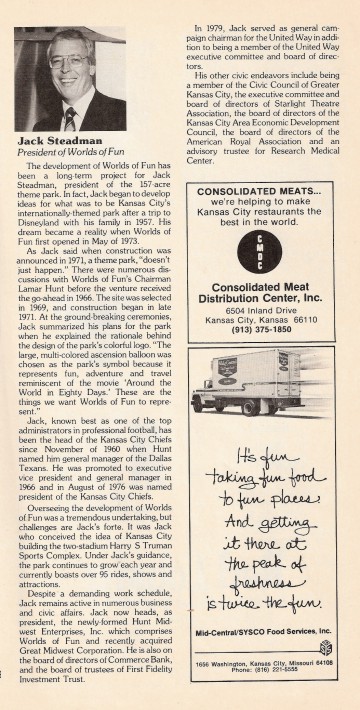 Jack Steadman
President of Worlds of Fun
The development of Worlds of Fun has
been a long-term project for Jack
Steadman, president of the 157-acre
theme park. In fact, Jack began to develop
ideas for what was to be Kansas City's
internationally-themed park after a trip to
Disneyland with his family in 1957. His
dream became a reality when Worlds of
Fun first opened in May of 1973.
As Jack said when construction was
announced in 1971, a theme park, "doesn't
just happen." There were numerous dis-
cussions with Worlds of Fun's Chairman
Lamar Hunt before the venture received
the go-ahead in 1966. The site was selected
in 1969, and construction began in late
1971. At the ground-breaking ceremonies,
Jack summarized his plans for the park
when he explained the rationale behind
the design of the park's colorful logo. "The
large, multi-colored ascension balloon was
chosen as the park's symbol because it
represents fun, adventure and travel
reminiscent of the movie 'Around the
World in Eighty Days.' These are the
things we want Worlds of Fun to repre-
sent."
Jack, known best as one of the top
administrators in professional football, has
been the head of the Kansas City Chiefs
since November of 1960 when Hunt
named him general manager of the Dallas
Texans. He was promoted to executive
vice president and general manager in
1966 and in August of 1976 was named
president of the Kansas City Chiefs.
Overseeing the development of Worlds
of Fun was a tremendous undertaking, but
challenges are Jack's forte. It was Jack
who conceived the idea of Kansas City
building the two-stadium Harry S Truman
Sports Complex. Under Jack's guidance,
the park continues to grow each year and
currently boasts over 95 rides, shows and
attractions.
Despite a demanding work schedule,
Jack remains active in numerous business
and civic affairs. Jack now heads, as
president, the newly-formed Hunt Mid-
west Enterprises, Inc. which comprises
Worlds of Fun and recently acquired
Great Midwest Corporation. He is also on
the board of directors of Commerce Bank,
and the board of trustees of First Fidelity
Investment Trust.
In 1979, Jack served as general cam-
paign chairman for the United Way in addi-
tion to being a member of the United Way
executive committee and board of direc-
tors.
His other civic endeavors include being
a member of the Civic Council of Greater
Kansas City, the executive committee and
board of directors of Starlight Theatre
Association, the board of directors of the
Kansas City Area Economic Development
Council, the board of directors of the
American Royal Association and an
advisory trustee for Research Medical
Center.
CONSOLIDATED MEATS...
we're helping to make
Kansas City restaurants the
best in the world.
CMDC
Consolidated Meat
Distribution Center, Inc.
6504 Inland Drive
Kansas City, Kansas 66110
(913) 375-1850
It's fun
taking fun food
to fun places.
And getting
it there at
the peak of
freshness
is twice the fun.
Mid-Central/SYSCO Food Services, Inc.
1656 Washington, Kansas City, Missouri 64108
Phone: (816) 221-5555